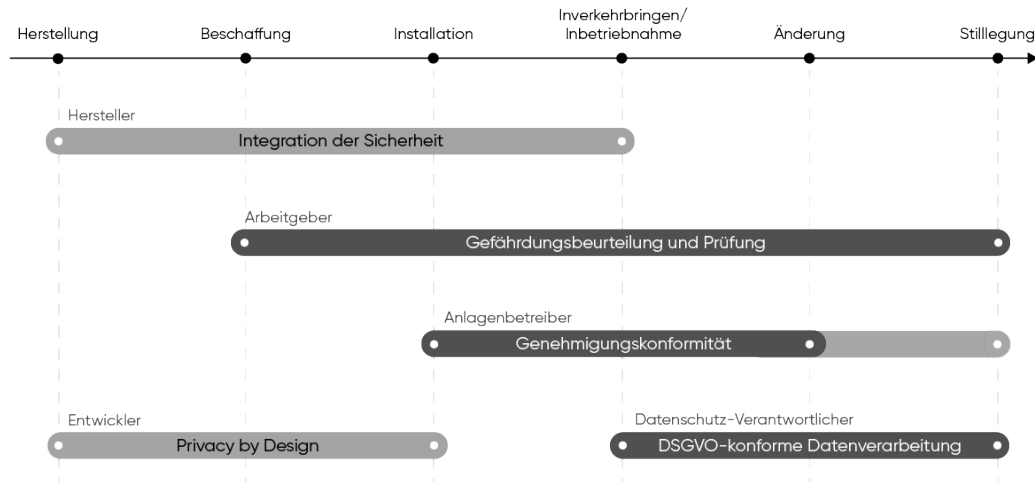 Herstellung
Beschaffung
Installation
Inverkehrbringen/
Inbetriebnahme
Änderung
Stilllegung
Hersteller
Integration der Sicherheit
Arbeitgeber
Gefährdungsbeurteilung und Prüfung
Anlagenbetreiber
Genehmigungskonformität
Entwickler
Privacy by Design
Datenschutz-Verantwortlicher
DSGVO-konforme Datenverarbeitung